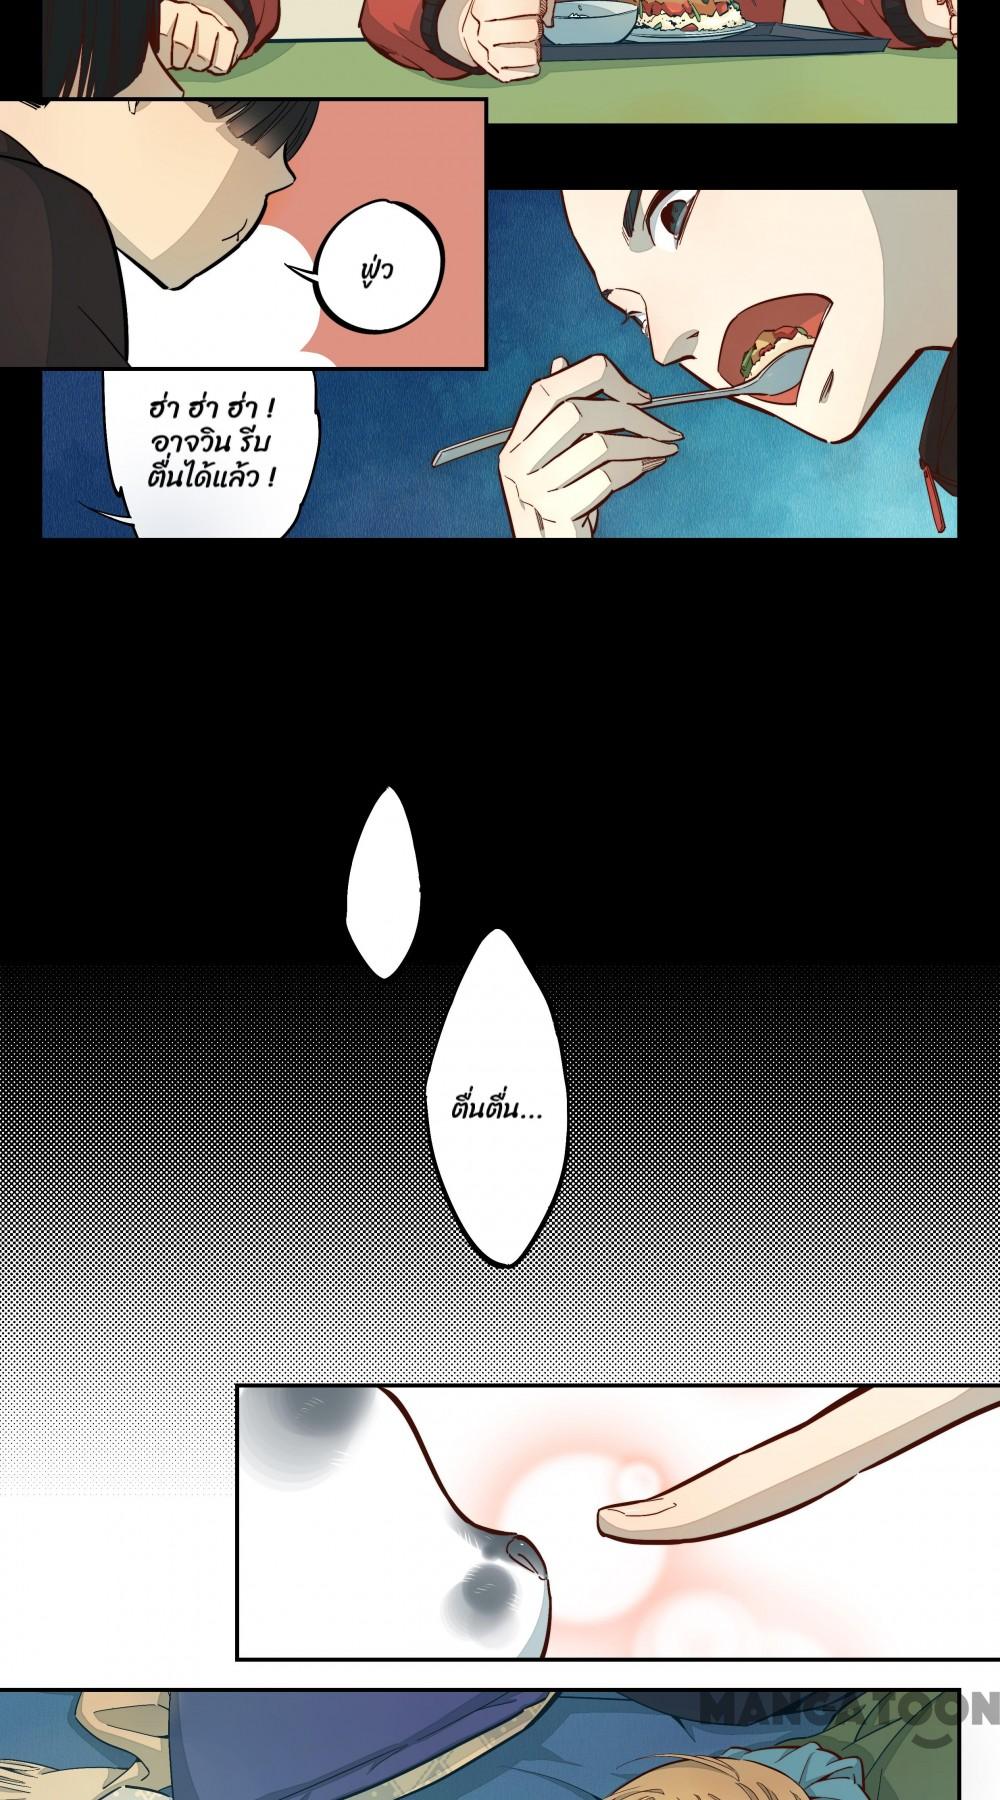 ฟู่ว
ฮ่า ฮ่า ฮ่า !
อาจวิน รีบ
ตื่นได้แล้ว !
ตื่นตื่น...
MANGATOON